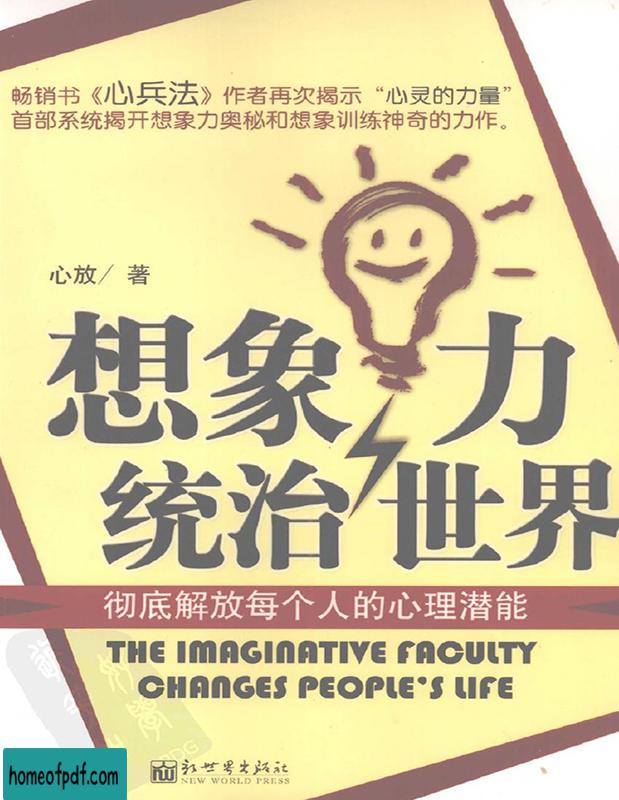 畅销书《心兵法》作者再次揭示“心灵的力量”
首部系统揭开想象力奥秘和想象训练神奇的力作。
心放/著
想象力
统治世界
彻底解放每个人的心理潜能
THE IMAGINATIVE FACULTY
CHANGES PEOPLE'S LIFE
新世界出版社
NEW WORLD PRESS
homeofpdf.com